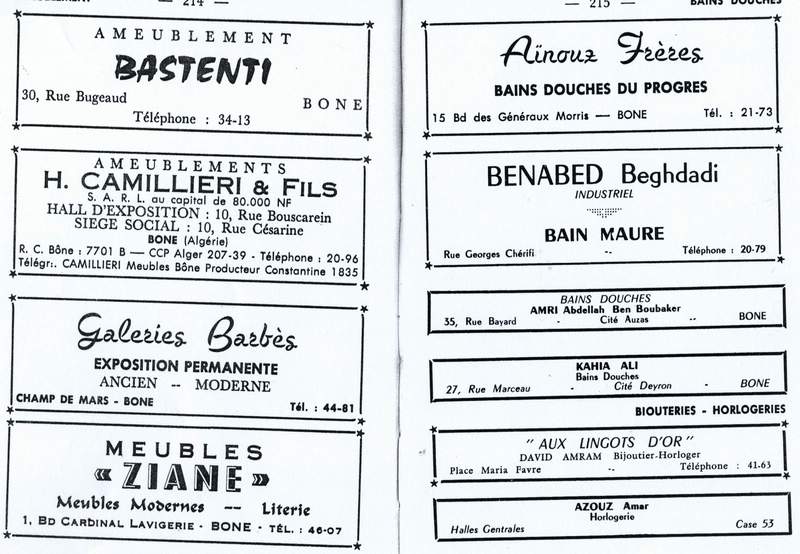 — 214 —
AMEUBLEMENT
BASTENTI
30, Rue Bugeaud
BONE
Téléphone : 34-13
AMEUBLEMENTS
H. CAMILLIERI & FILS
S. A. R. L. au capital de 80.000 NF
HALL D'EXPOSITION : 10, Rue Bouscarein
SIEGE SOCIAL : 10, Rue Césarine
BONE (Algérie)
R. C. Bône : 7701 B — CCP Alger 207-39 - Téléphone : 20-96
Télégr:. CAMILLIERI Meubles Bône Producteur Constantine 1835
Galeries Barbès
EXPOSITION PERMANENTE
ANCIEN -- MODERNE
CHAMP DE MARS - BONE
Tél. : 44-81
MEUBLES
« ZIANE »
Meubles Modernes -- Literie
1, BD CARDINAL LAVIGERIE - BONE - TÉL. : 46-07
— 215 —
BAINS DOUCHES
Aïnouz Frères
BAINS DOUCHES DU PROGRES
15 Bd des Généraux Morris — BONE Tél. : 21-73
BENABED Beghdadi
INDUSTRIEL
BAIN MAURE
Rue Georges Chérifi -- Téléphone : 20-79
BAINS DOUCHES
AMRI Abdellah Ben Boubaker
35, Rue Bayard - Cité Auzas -- BONE
KAHIA ALI
Bains Douches
27, Rue Marceau - Cité Deyron - BONE
BIOUTERIES - HORLOGERIES
" AUX LINGOTS D'OR "
DAVID AMRAM Bijoutier-Horloger
Place Maria Favre -- Téléphone : 41-63
AZOUZ Amar
Horlogerie
Halles Gentrales Case 53